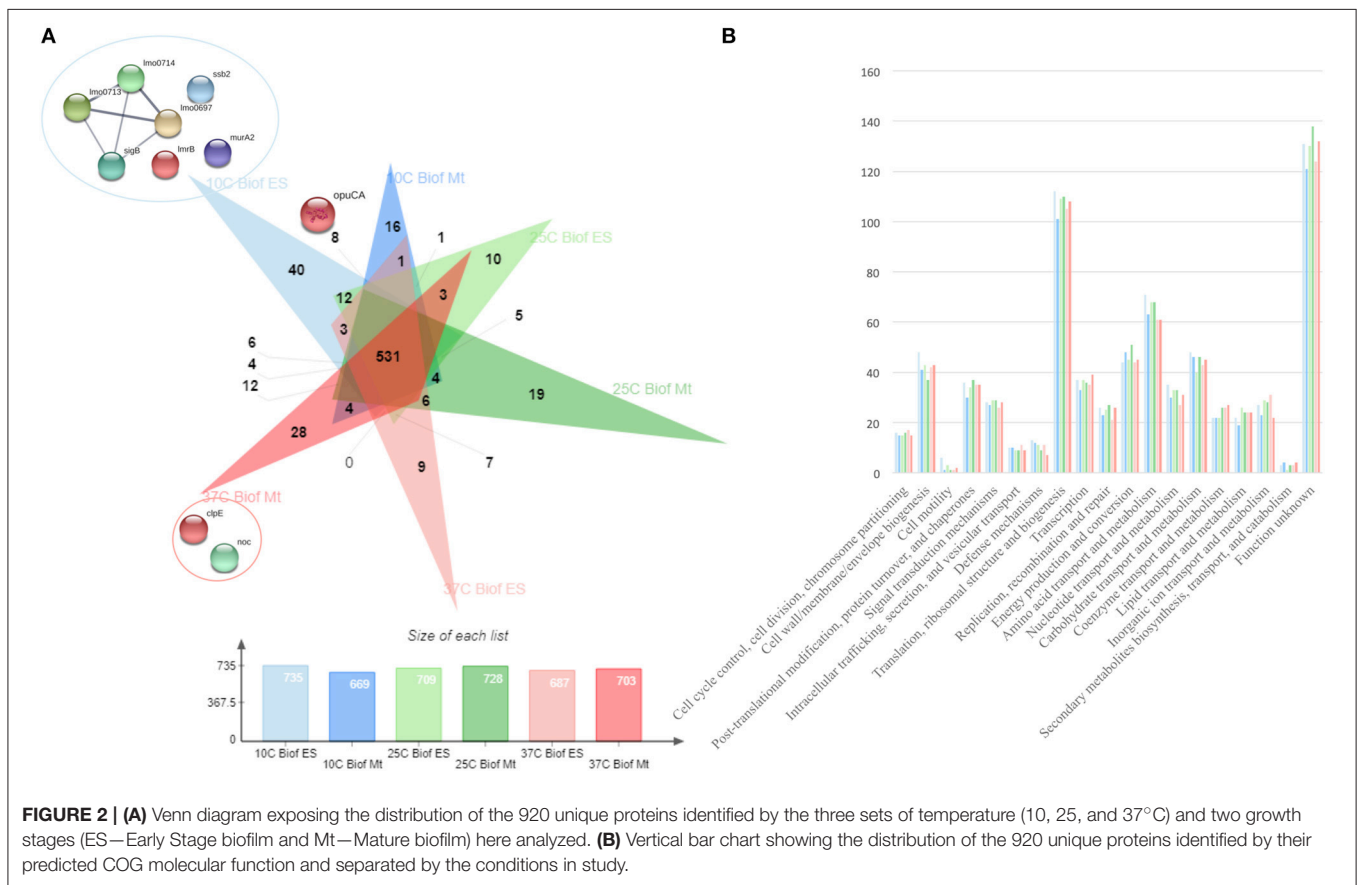 A
lmo0714
ssb2
lmo0713
lmo0697
murA2
sigB
lmrB
10C Biof ES
10C Biof Mt
opuCA
25C Biof ES
8
16
1
10
40
1
12
3
5
3
6
531
4
4
12
25C Mt
19
4
6
28
0
9
7
37C Biof Mt
clpE
noc
37C Biof ES
Size of each list
735
367.5
0
735
669
709
728
687
703
10C Biof ES
10C Biof Mt
25C Biof ES
25C Biof Mt
37C Biof ES
37C Biof Mt
B
160
140
120
100
80
60
40
20
0
Cell cycle control, cell division, chromosome partitioning
Cell wall/membrane/envelope biogenesis
Cell motility
Post-translational modification, protein turnover, and chaperones
Signal transduction mechanisms
Intracellular trafficking, secretion, and vesicular transport
Defense mechanisms
Translation, ribosomal structure and biogenesis
Transcription
Replication, recombination and repair
Energy production and conversion
Amino acid transport and metabolism
Nucleotide transport and metabolism
Carbohydrate transport and metabolism
Coenzyme transport and metabolism
Lipid transport and metabolism
Inorganic ion transport and metabolism
Secondary metabolites biosynthesis, transport, and catabolism
Function unknown
FIGURE 2 | (A) Venn diagram exposing the distribution of the 920 unique proteins identified by the three sets of temperature (10, 25, and 37°C) and two growth
stages (ES—Early Stage biofilm and Mt—Mature biofilm) here analyzed. (B) Vertical bar chart showing the distribution of the 920 unique proteins identified by their
predicted COG molecular function and separated by the conditions in study.